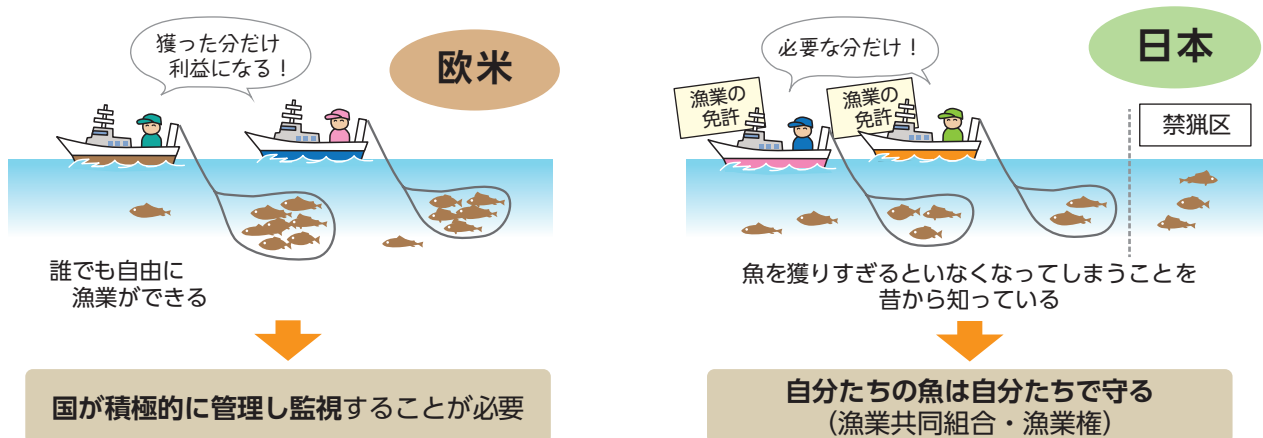 獲った分だけ
利益になる！
欧米
誰でも自由に
漁業ができる
国が積極的に管理し監視することが必要
必要な分だけ！
日本
漁業の
免許
漁業の
免許
禁猟区
魚を獲りすぎるといなくなってしまうことを
昔から知っている
自分たちの魚は自分たちで守る
（漁業共同組合・漁業権）